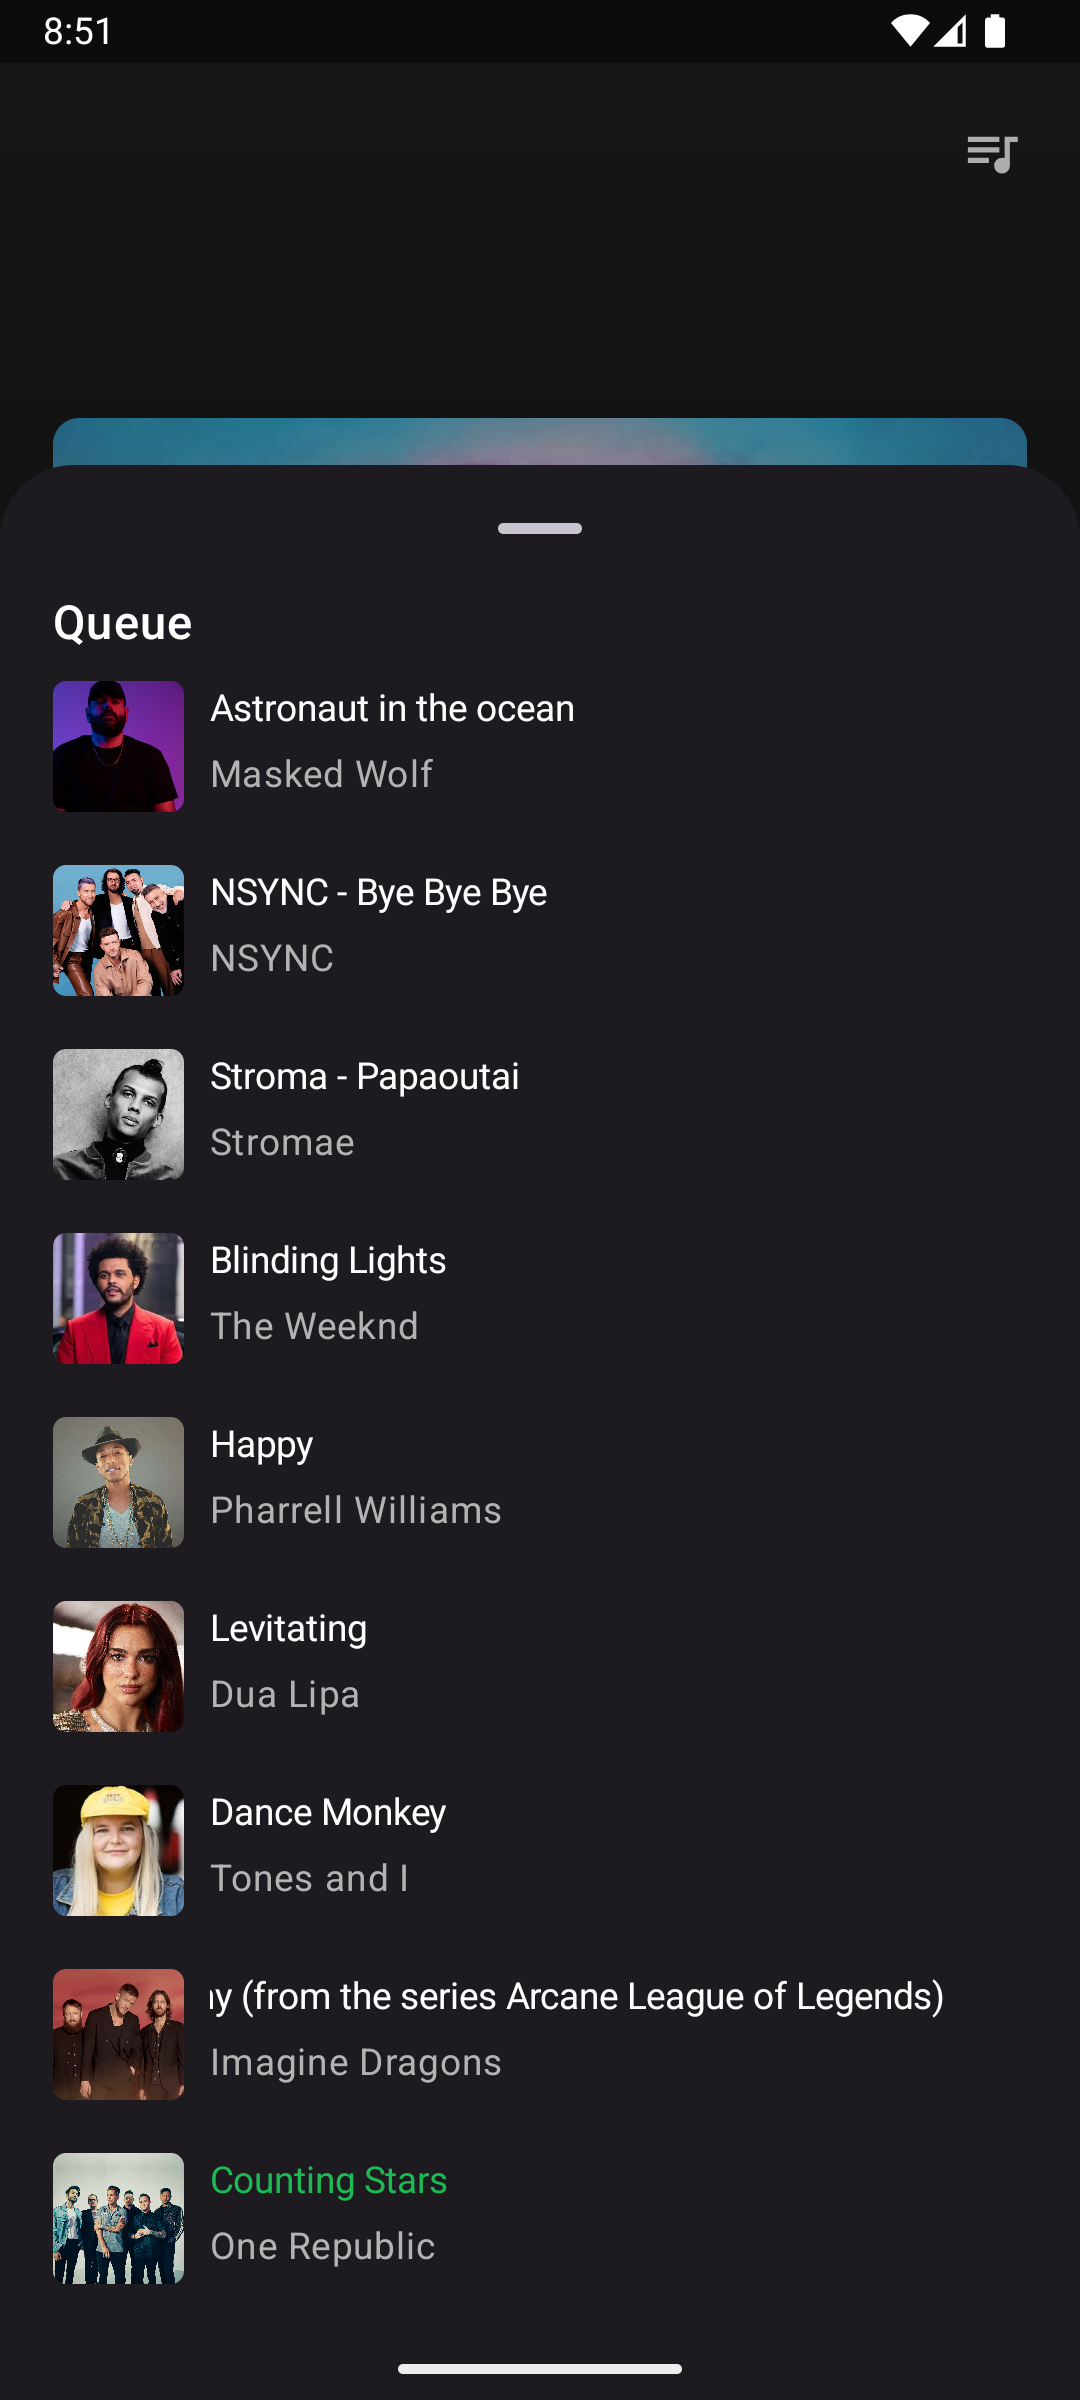 8:51
Queue
Astronaut in the ocean
Masked Wolf
NSYNC - Bye Bye Bye
NSYNC
Stroma - Papaoutai
Stromae
Blinding Lights
The Weeknd
Happy
Pharrell Williams
Levitating
Dua Lipa
Dance Monkey
Tones and I
(from the series Arcane League of Legends)
Imagine Dragons
Counting Stars
One Republic